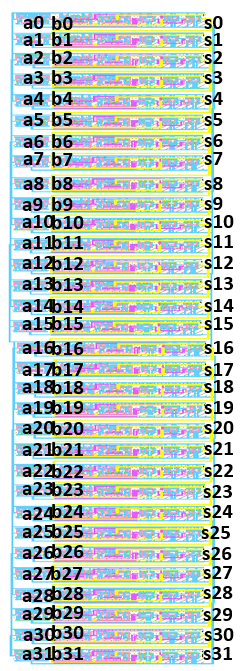 a0 b0 s0
a1 b1 s1
a2 b2 s2
a3 b3 s3
a4 b4 s4
a5 b5 s5
a6 b6 s6
a7 b7 s7
a8 b8 s8
a9 b9 s9
a10 b10 s10
a11 b11 s11
a12 b12 s12
a13 b13 s13
a14 b14 s14
a15 b15 s15
a16 b16 s16
a17 b17 s17
a18 b18 s18
a19 b19 s19
a20 b20 s20
a21 b21 s21
a22 b22 s22
a23 b23 s23
a24 b24 s24
a25 b25 s25
a26 b26 s26
a27 b27 s27
a28 b28 s28
a29 b29 s29
a30 b30 s30
a31 b31 s31